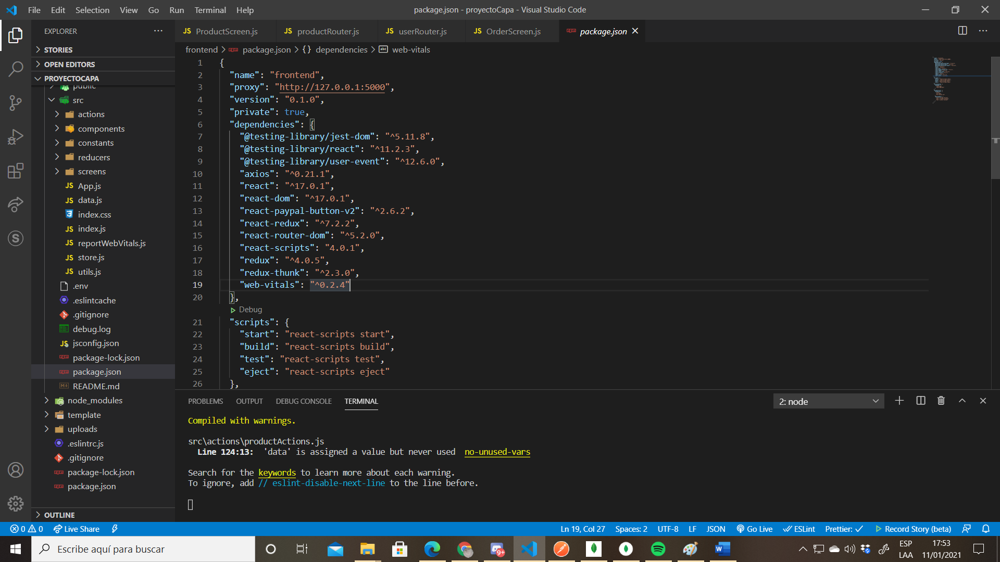 File Edit Selection View Go Run Terminal Help
package.json - proyectoCapa - Visual Studio Code
EXPLORER
STORIES
OPEN EDITORS
PROYECTOCAPA
public
src
actions
components
constants
reducers
screens
JS App.js
JS data.js
index.css
JS index.js
JS reportWebVitals.js
JS store.js
JS utils.js
.env
.eslintcache
.gitignore
debug.log
jsconfig.json
package-lock.json
package.json
README.md
node_modules
template
uploads
.eslintrc.js
.gitignore
package-lock.json
package.json
OUTLINE
JS ProductScreen.js JS productRouter.js JS userRouter.js JS OrderScreen.js package.json
frontend > package.json > {} dependencies > abc web-vitals
1 {
2 "name": "frontend",
3 "proxy": "http://127.0.0.1:5000",
4 "version": "0.1.0",
5 "private": true,
6 "dependencies": {
7 "@testing-library/jest-dom": "^5.11.8",
8 "@testing-library/react": "^11.2.3",
9 "@testing-library/user-event": "^12.6.0",
10 "axios": "^0.21.1",
11 "react": "^17.0.1",
12 "react-dom": "^17.0.1",
13 "react-paypal-button-v2": "^2.6.2",
14 "react-redux": "^7.2.2",
15 "react-router-dom": "^5.2.0",
16 "react-scripts": "4.0.1",
17 "redux": "^4.0.5",
18 "redux-thunk": "^2.3.0",
19 "web-vitals": "^0.2.4"
20 },
Debug
21 "scripts": {
22 "start": "react-scripts start",
23 "build": "react-scripts build",
24 "test": "react-scripts test",
25 "eject": "react-scripts eject"
26 },
PROBLEMS OUTPUT DEBUG CONSOLE TERMINAL 2: node
Compiled with warnings.
src\actions\productActions.js
Line 124:13: 'data' is assigned a value but never used no-unused-vars
Search for the keywords to learn more about each warning.
To ignore, add // eslint-disable-next-line to the line before.
0 0 Live Share Ln 19, Col 27 Spaces: 2 UTF-8 LF JSON Go Live ESLint Prettier: Record Story (beta)
Escribe aquí para buscar
9+
ESP
LAA
17:53
11/01/2021